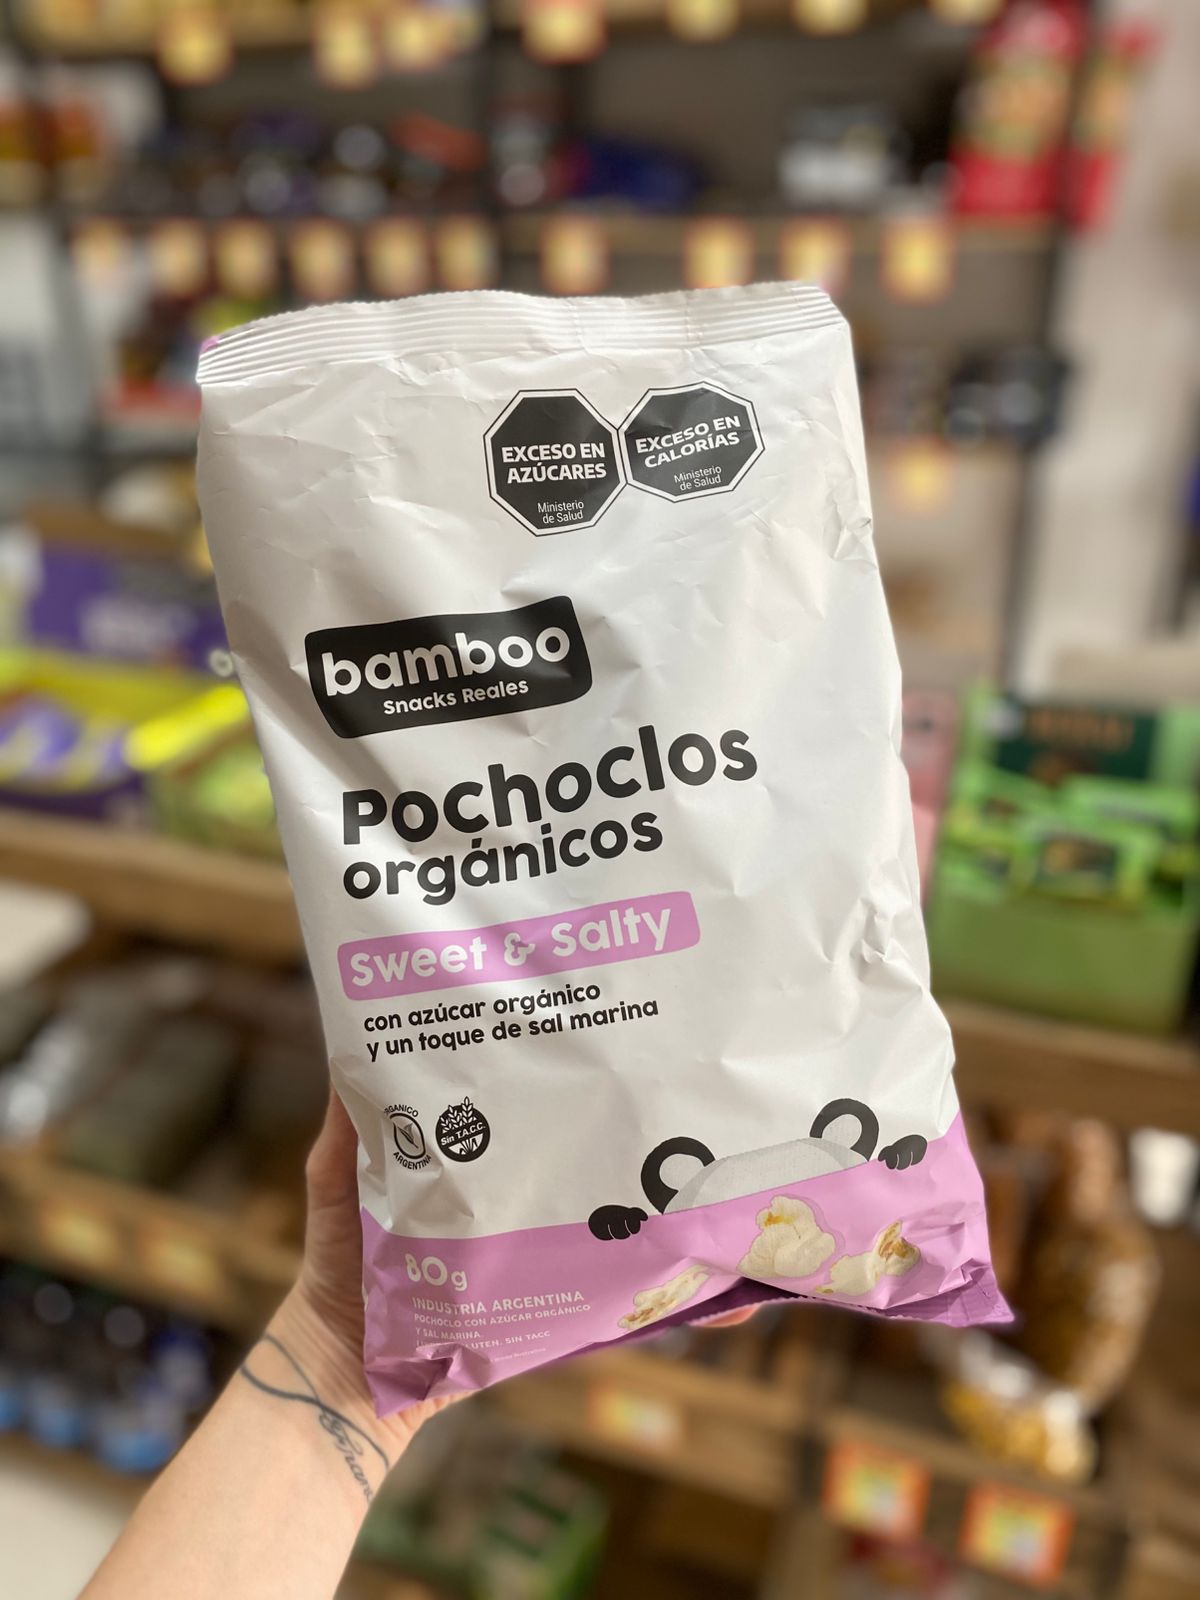 EXCESO EN
AZÚCARES
Ministerio
de Salud
EXCESO EN
CALORÍAS
Ministerio
de Salud
bamboo
Snacks Reales
Pochoclos
orgánicos
Sweet & Salty
con azúcar orgánico
y un toque de sal marina
ORGANICO
ARGENTINA
Sin T.A.C.C.
80g
INDUSTRIA ARGENTINA
POCHOCLO CON AZÚCAR ORGÁNICO
Y SAL MARINA.
SIN TACC